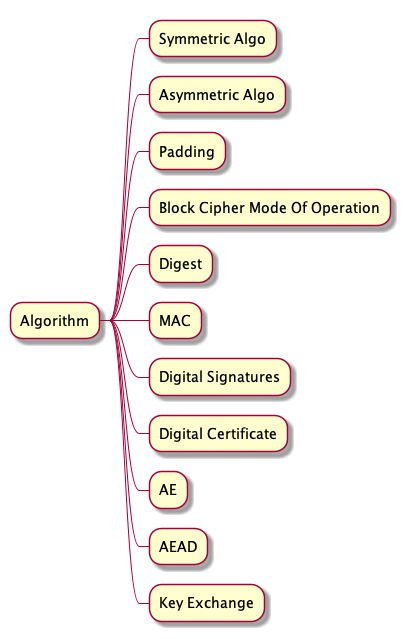 Symmetric Algo
Asymmetric Algo
Padding
Block Cipher Mode Of Operation
Digest
Algorithm
MAC
Digital Signatures
Digital Certificate
AE
AEAD
Key Exchange